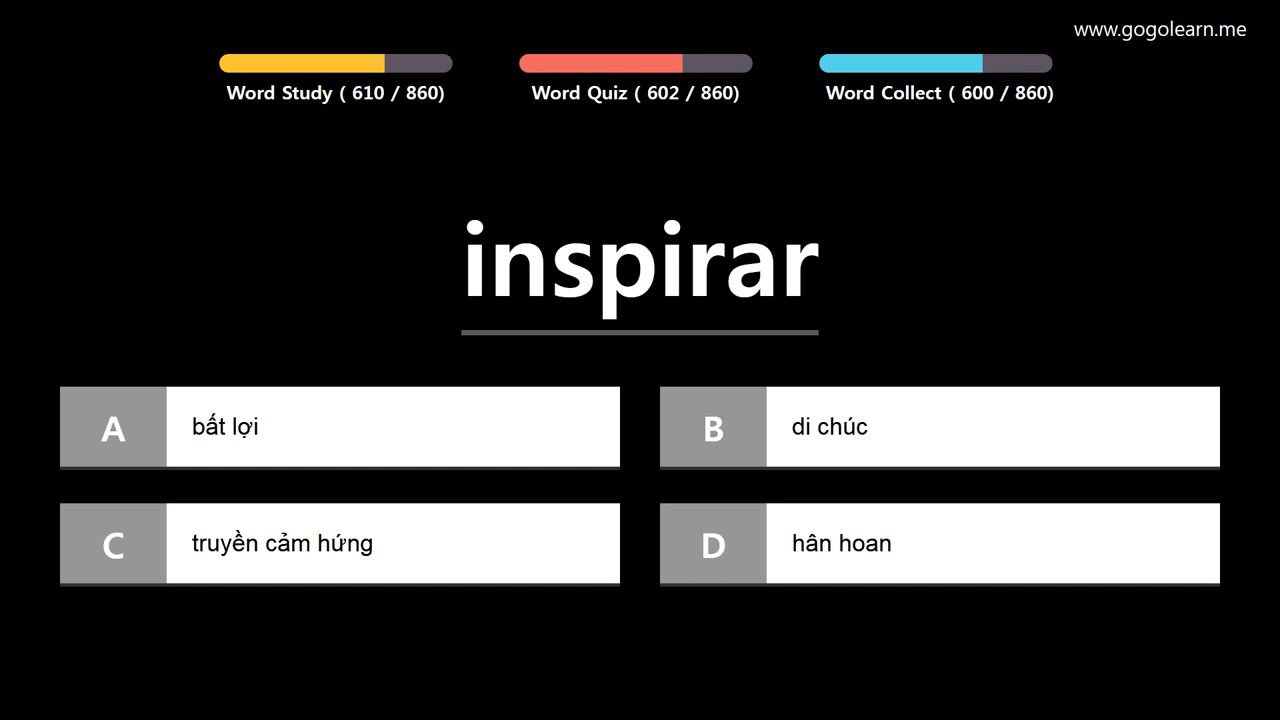 www.gogolearn.me
Word Study ( 610 / 860)
Word Quiz ( 602 / 860)
Word Collect ( 600 / 860)
inspirar
A bất lợi
B di chúc
C truyền cảm hứng
D hân hoan